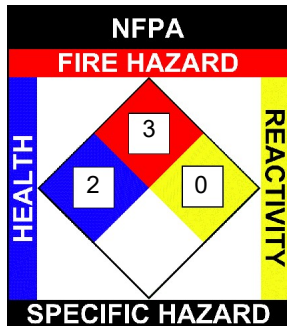 NFPA
FIRE HAZARD
HEALTH
3
2
0
REACTIVITY
SPECIFIC HAZARD